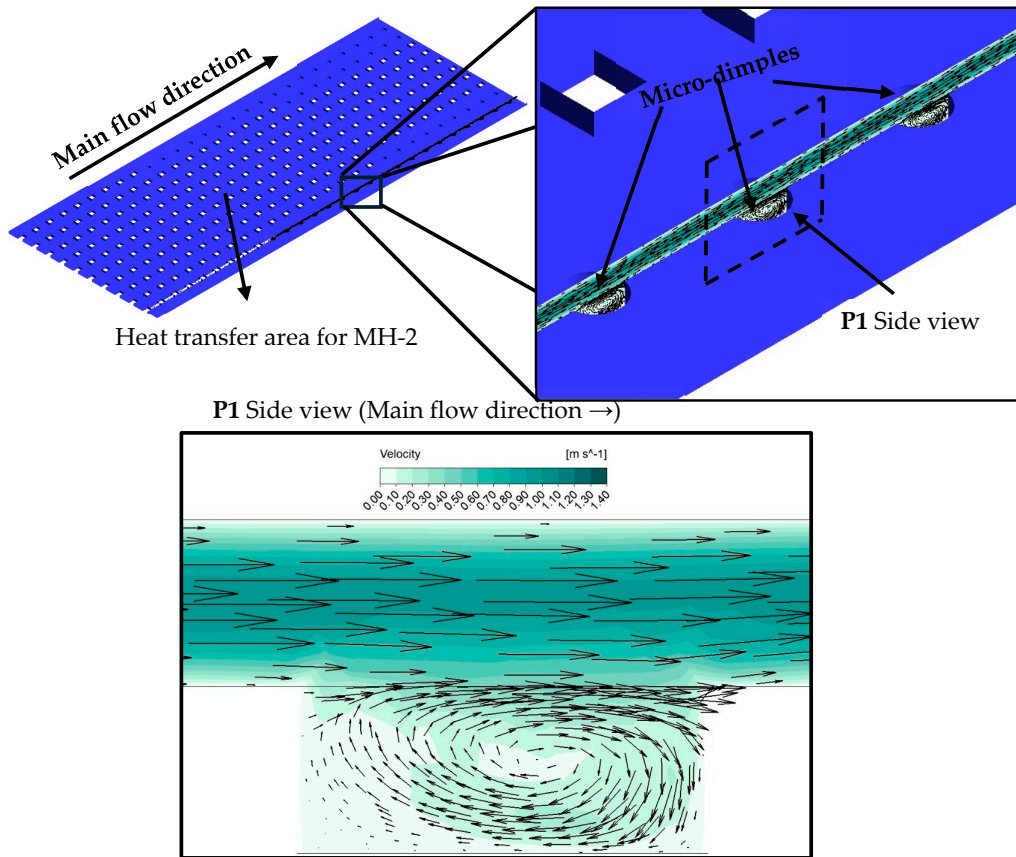 Main flow direction
Micro-dimples
Heat transfer area for MH-2
P1 Side view
P1 Side view (Main flow direction →)
Velocity [m s^-1]
0.00 0.10 0.20 0.30 0.40 0.50 0.60 0.70 0.80 0.90 1.00 1.10 1.20 1.30 1.40